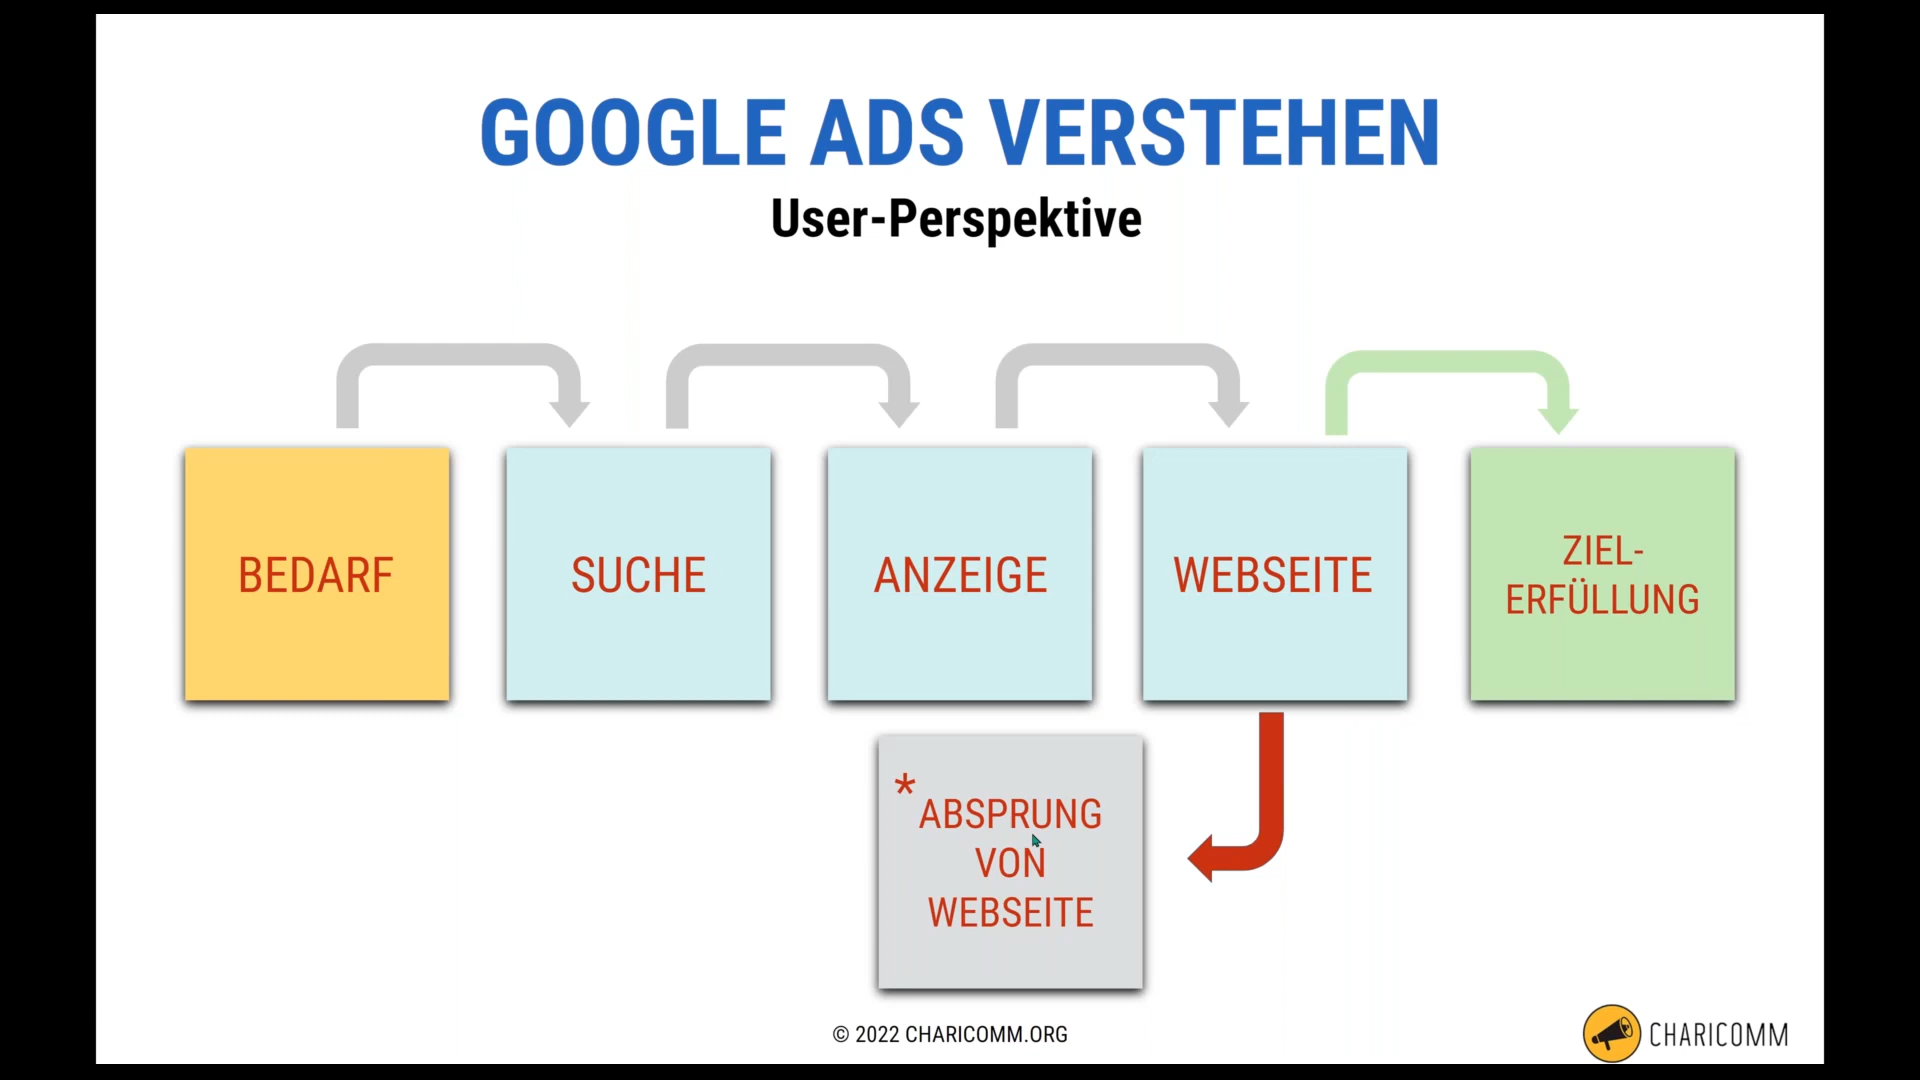 GOOGLE ADS VERSTEHEN
User-Perspektive
BEDARF
SUCHE
ANZEIGE
WEBSEITE
ZIEL-
ERFÜLLUNG
*
ABSPRUNG
VON
WEBSEITE
© 2022 CHARICOMM.ORG
CHARICOMM